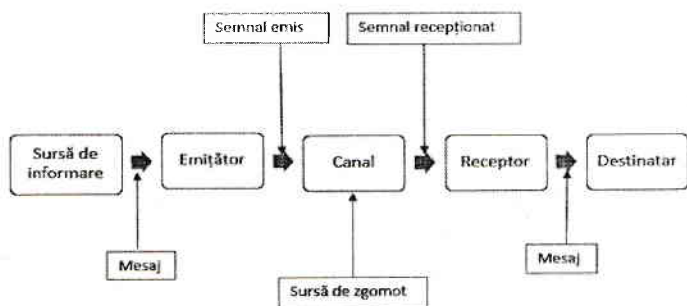 Semnal emis
Semnal recepționat
Sursă de
informare
Emițător
Canal
Receptor
Destinatar
Mesaj
Mesaj
Sursă de zgomot